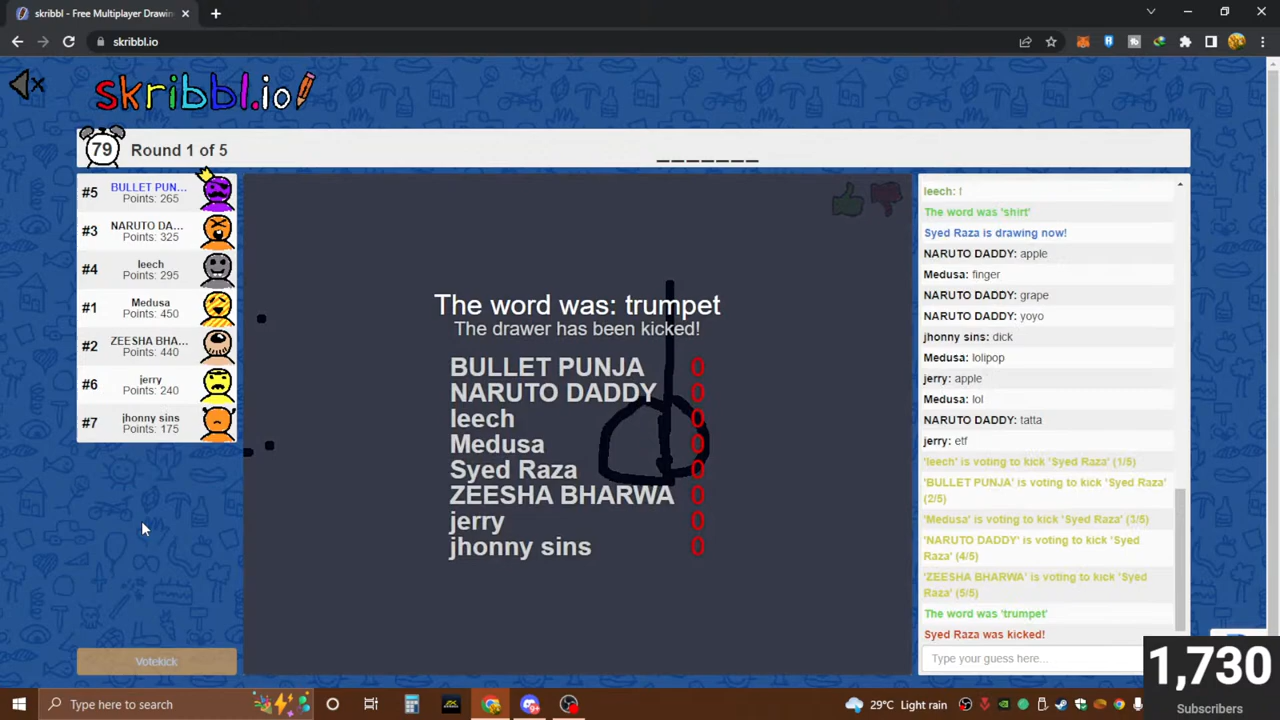 skribbl - Free Multiplayer Drawin
skribbl.io
skribbl.io
79
Round 1 of 5
_______
#5 BULLET PUN...
Points: 265
#3 NARUTO DA...
Points: 325
#4 leech
Points: 295
#1 Medusa
Points: 450
#2 ZEESHA BHA...
Points: 440
#6 jerry
Points: 240
#7 jhonny sins
Points: 175
Votekick
The word was: trumpet
The drawer has been kicked!
BULLET PUNJA 0
NARUTO DADDY 0
leech 0
Medusa 0
Syed Raza 0
ZEESHA BHARWA 0
jerry 0
jhonny sins 0
The word was 'shirt'
Syed Raza is drawing now!
NARUTO DADDY: apple
Medusa: finger
NARUTO DADDY: grape
NARUTO DADDY: yoyo
jhonny sins: dick
Medusa: lolipop
jerry: apple
Medusa: lol
NARUTO DADDY: tatta
jerry: etf
'leech' is voting to kick 'Syed Raza' (1/5)
'BULLET PUNJA' is voting to kick 'Syed Raza'
(2/5)
'Medusa' is voting to kick 'Syed Raza' (3/5)
'NARUTO DADDY' is voting to kick 'Syed
Raza' (4/5)
'ZEESHA BHARWA' is voting to kick 'Syed
Raza' (5/5)
The word was 'trumpet'
Syed Raza was kicked!
Type your guess here...
1,730
Subscribers
Type here to search
29°C Light rain